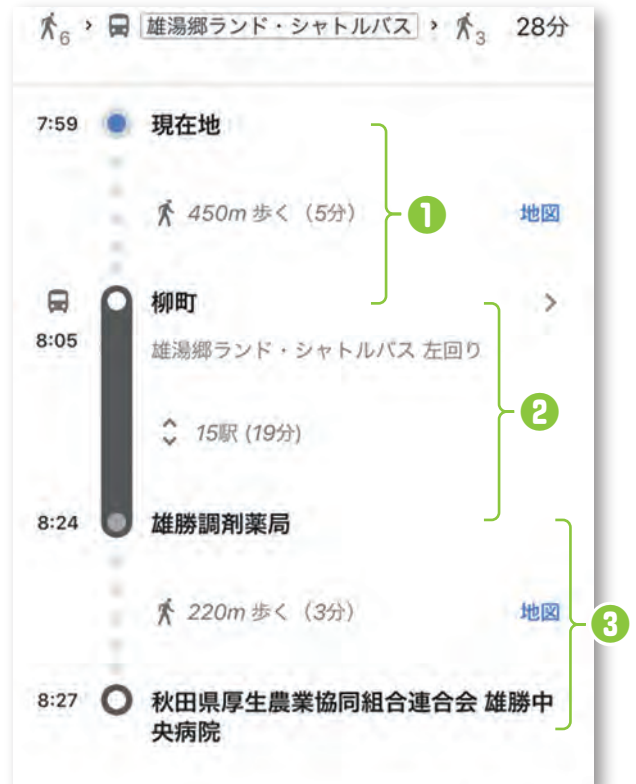 6 雄湯郷ランド・シャトルバス 3 28分
7:59 現在地
450m 歩く（5分） 1 地図
柳町
8:05 雄湯郷ランド・シャトルバス 左回り
2
15駅 (19分)
8:24 雄勝調剤薬局
220m 歩く（3分） 地図
3
8:27 秋田県厚生農業協同組合連合会 雄勝中
央病院